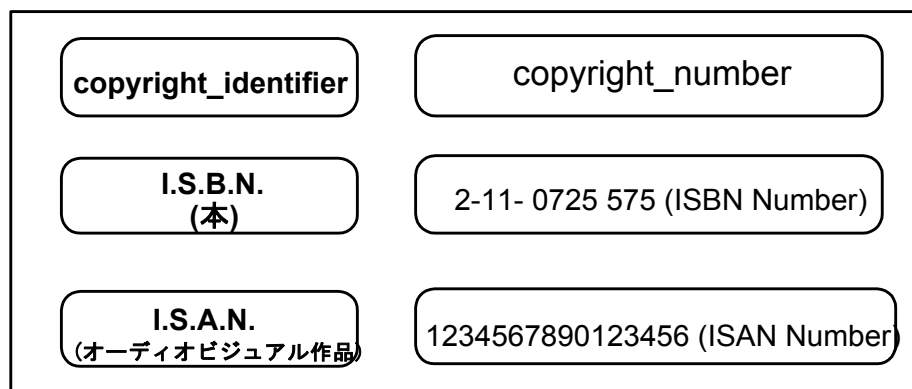 copyright_identifier
copyright_number
I.S.B.N.
(本)
2-11- 0725 575 (ISBN Number)
I.S.A.N.
(オーディオビジュアル作品)
1234567890123456 (ISAN Number)